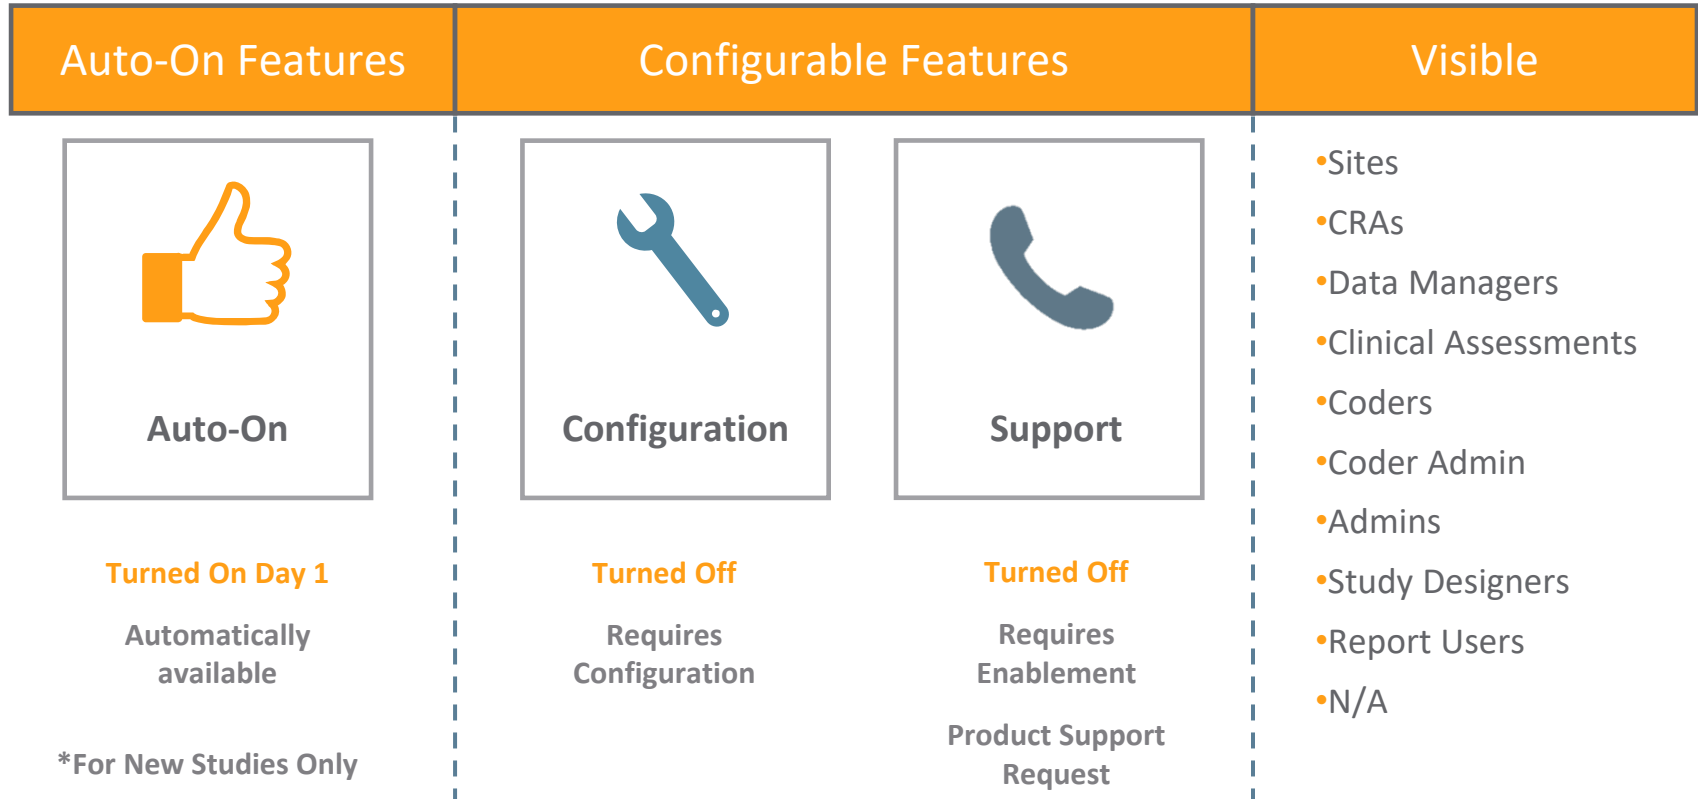 Auto-On Features
Configurable Features
Visible
Auto-On
Turned On Day 1
Automatically
available
*For New Studies Only
Configuration
Turned Off
Requires
Configuration
Support
Turned Off
Requires
Enablement
Product Support
Request
•Sites
•CRAs
•Data Managers
•Clinical Assessments
•Coders
•Coder Admin
•Admins
•Study Designers
•Report Users
•N/A